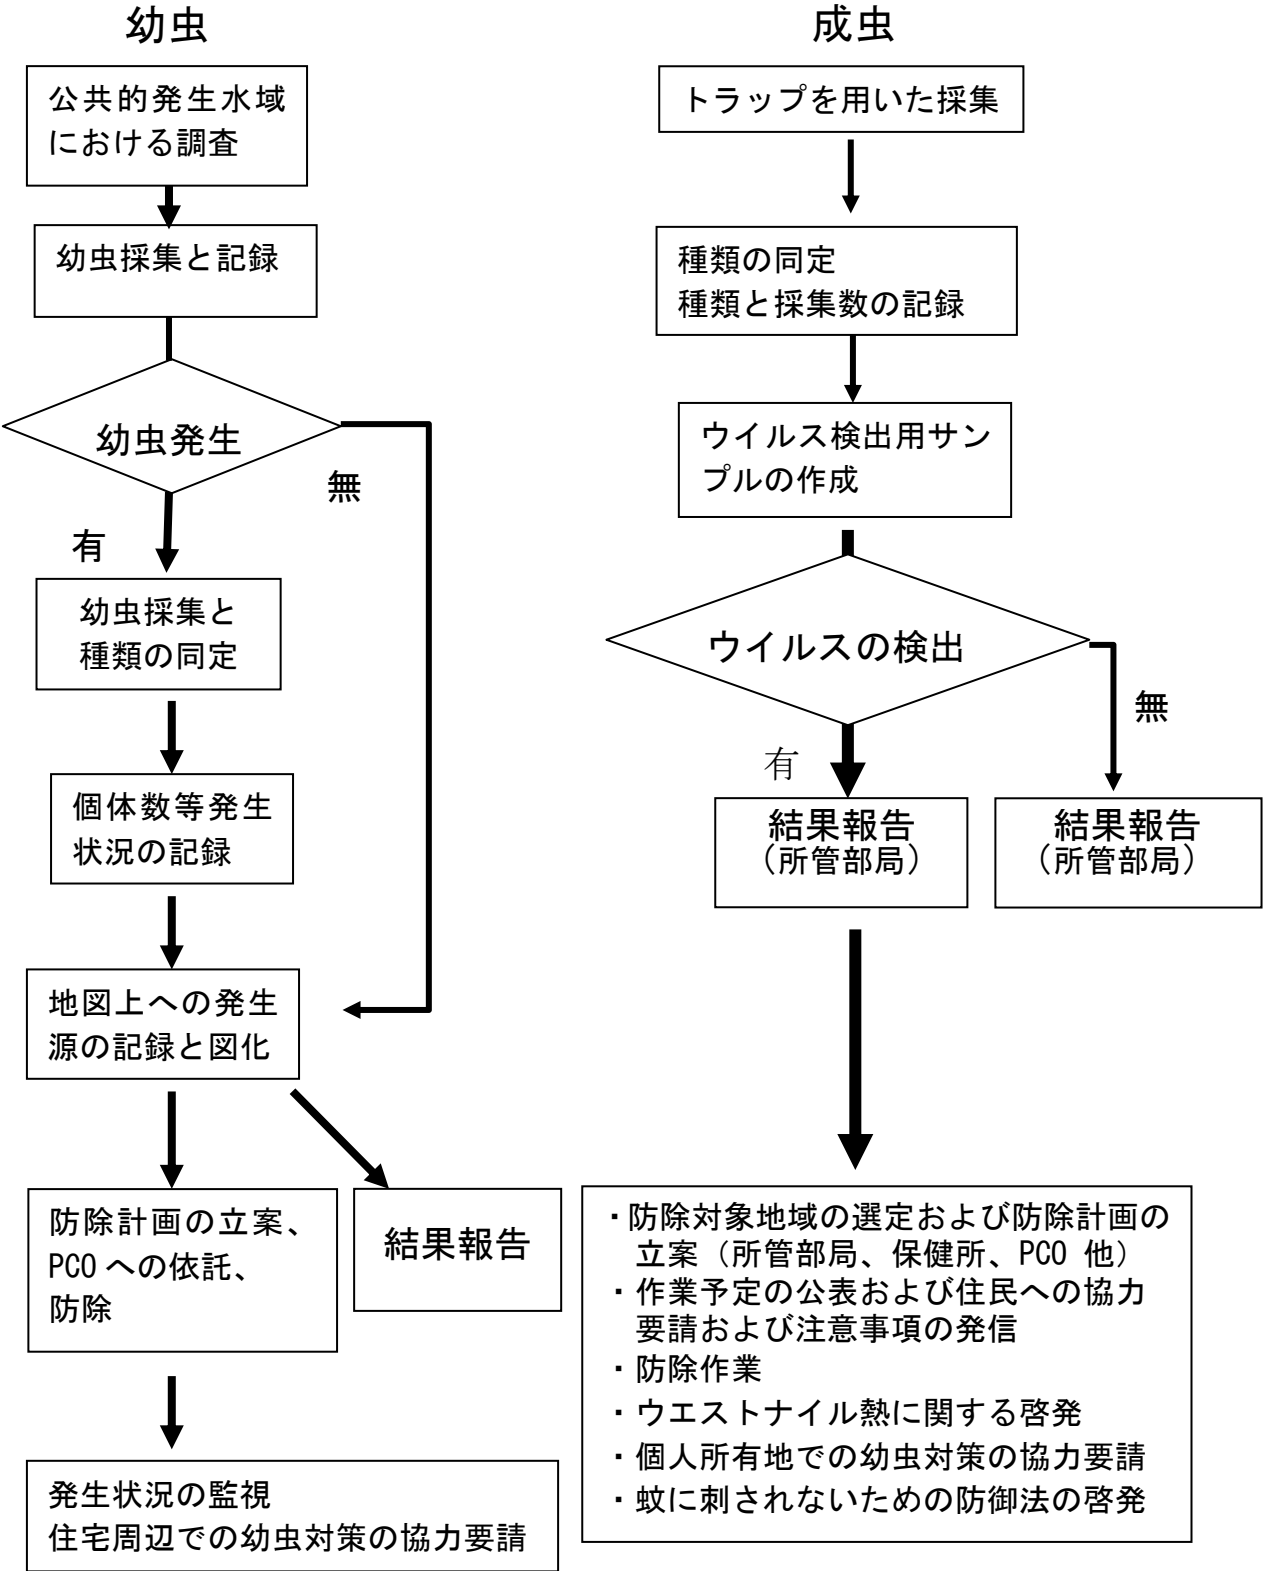 幼虫
公共的発生水域
における調査
幼虫採集と記録
幼虫発生
無
有
幼虫採集と
種類の同定
個体数等発生
状況の記録
地図上への発生
源の記録と図化
防除計画の立案、
PCOへの依託、
防除
結果報告
発生状況の監視
住宅周辺での幼虫対策の協力要請
成虫
トラップを用いた採集
種類の同定
種類と採集数の記録
ウイルス検出用サン
プルの作成
ウイルスの検出
無
有
結果報告
（所管部局）
結果報告
（所管部局）
・防除対象地域の選定および防除計画の
立案（所管部局、保健所、PCO 他）
・作業予定の公表および住民への協力
要請および注意事項の発信
・防除作業
・ウエストナイル熱に関する啓発
・個人所有地での幼虫対策の協力要請
・蚊に刺されないための防御法の啓発